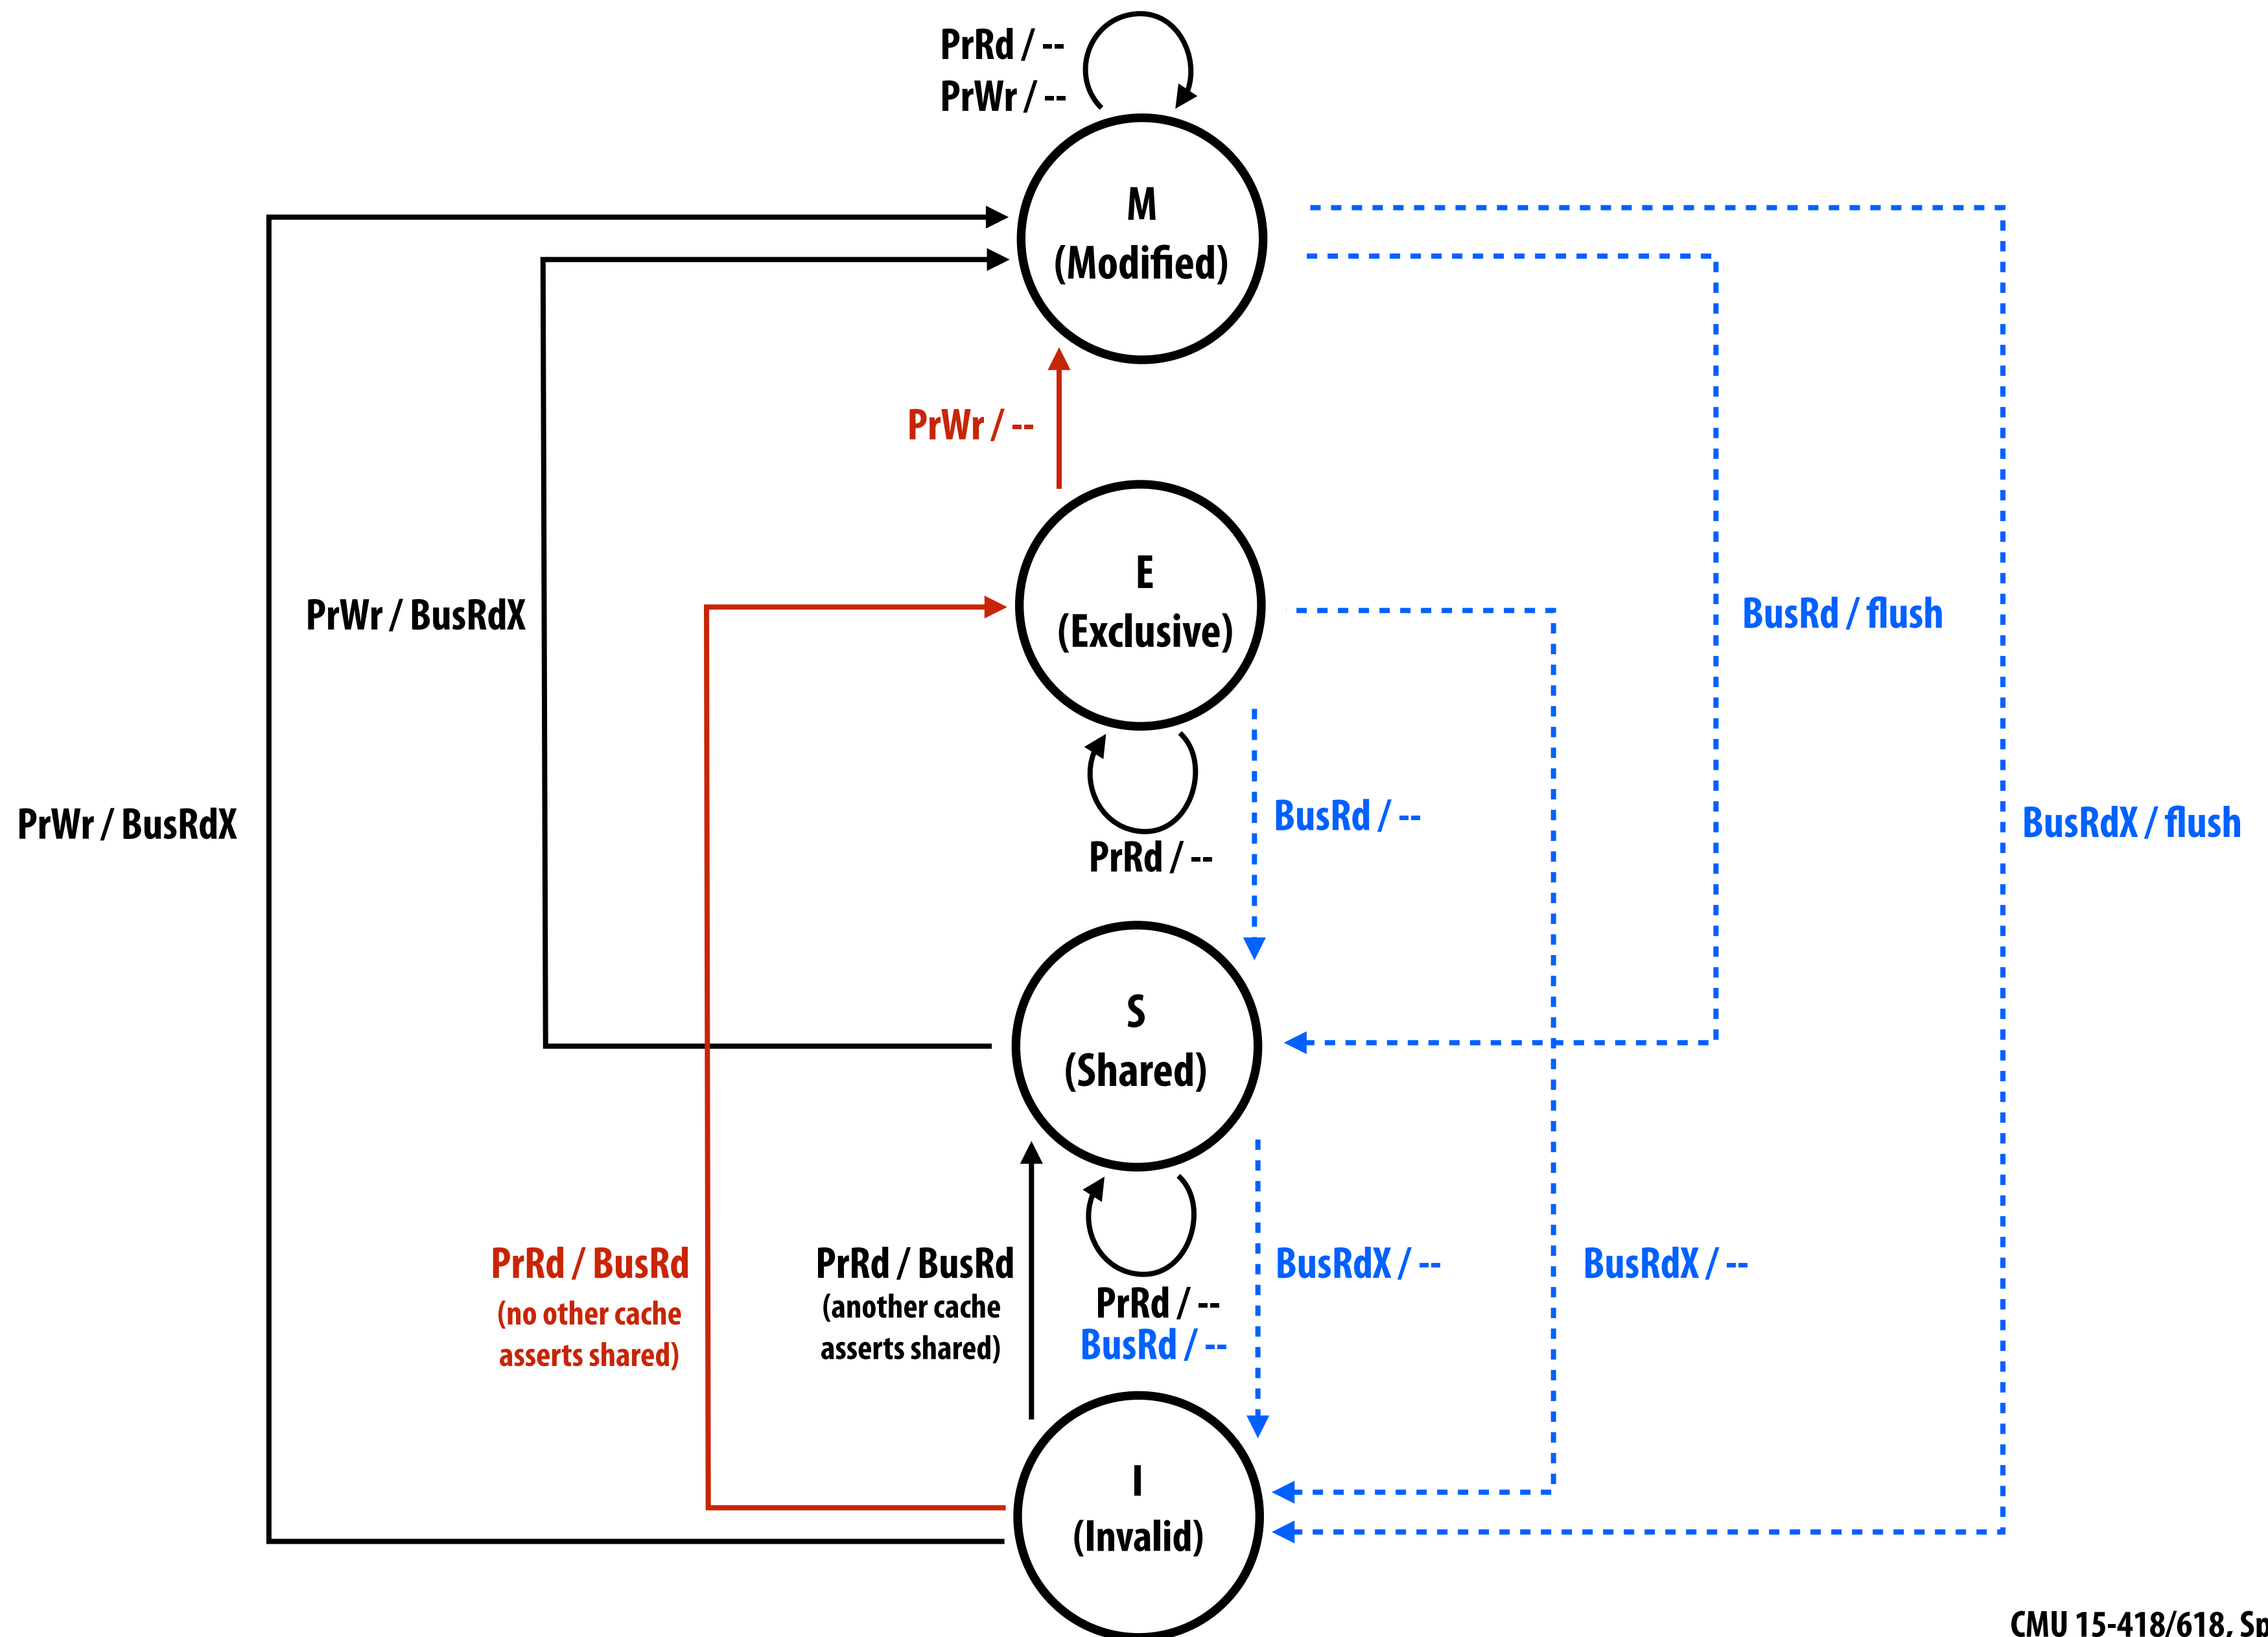 PrRd / --
PrWr / --
M
(Modified)
PrWr / --
E
(Exclusive)
PrWr / BusRdX
BusRd / flush
PrWr / BusRdX
BusRd / --
BusRdX / flush
PrRd / --
S
(Shared)
PrRd / BusRd
(no other cache
asserts shared)
PrRd / BusRd
(another cache
asserts shared)
PrRd / --
BusRd / --
BusRdX / --
BusRdX / --
I
(Invalid)
CMU 15-418/618, Sp